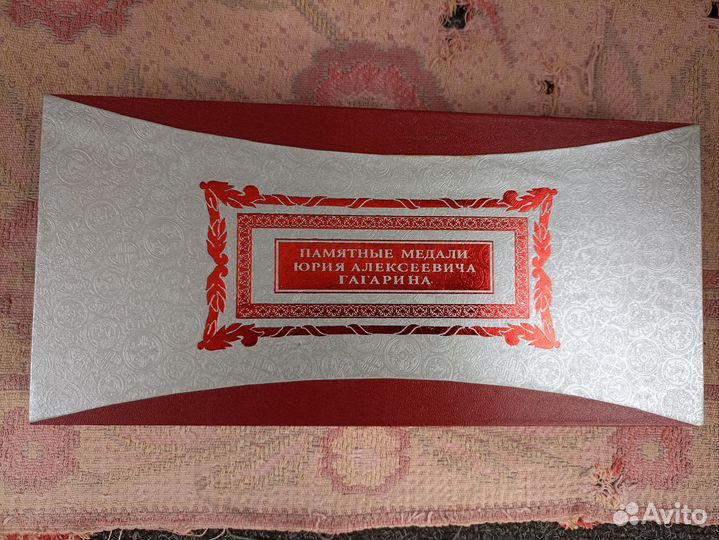 ПАМЯТНЫЕ МЕДАЛИ
ЮРИЯ АЛЕКСЕЕВИЧА
ГАГАРИНА
Avito